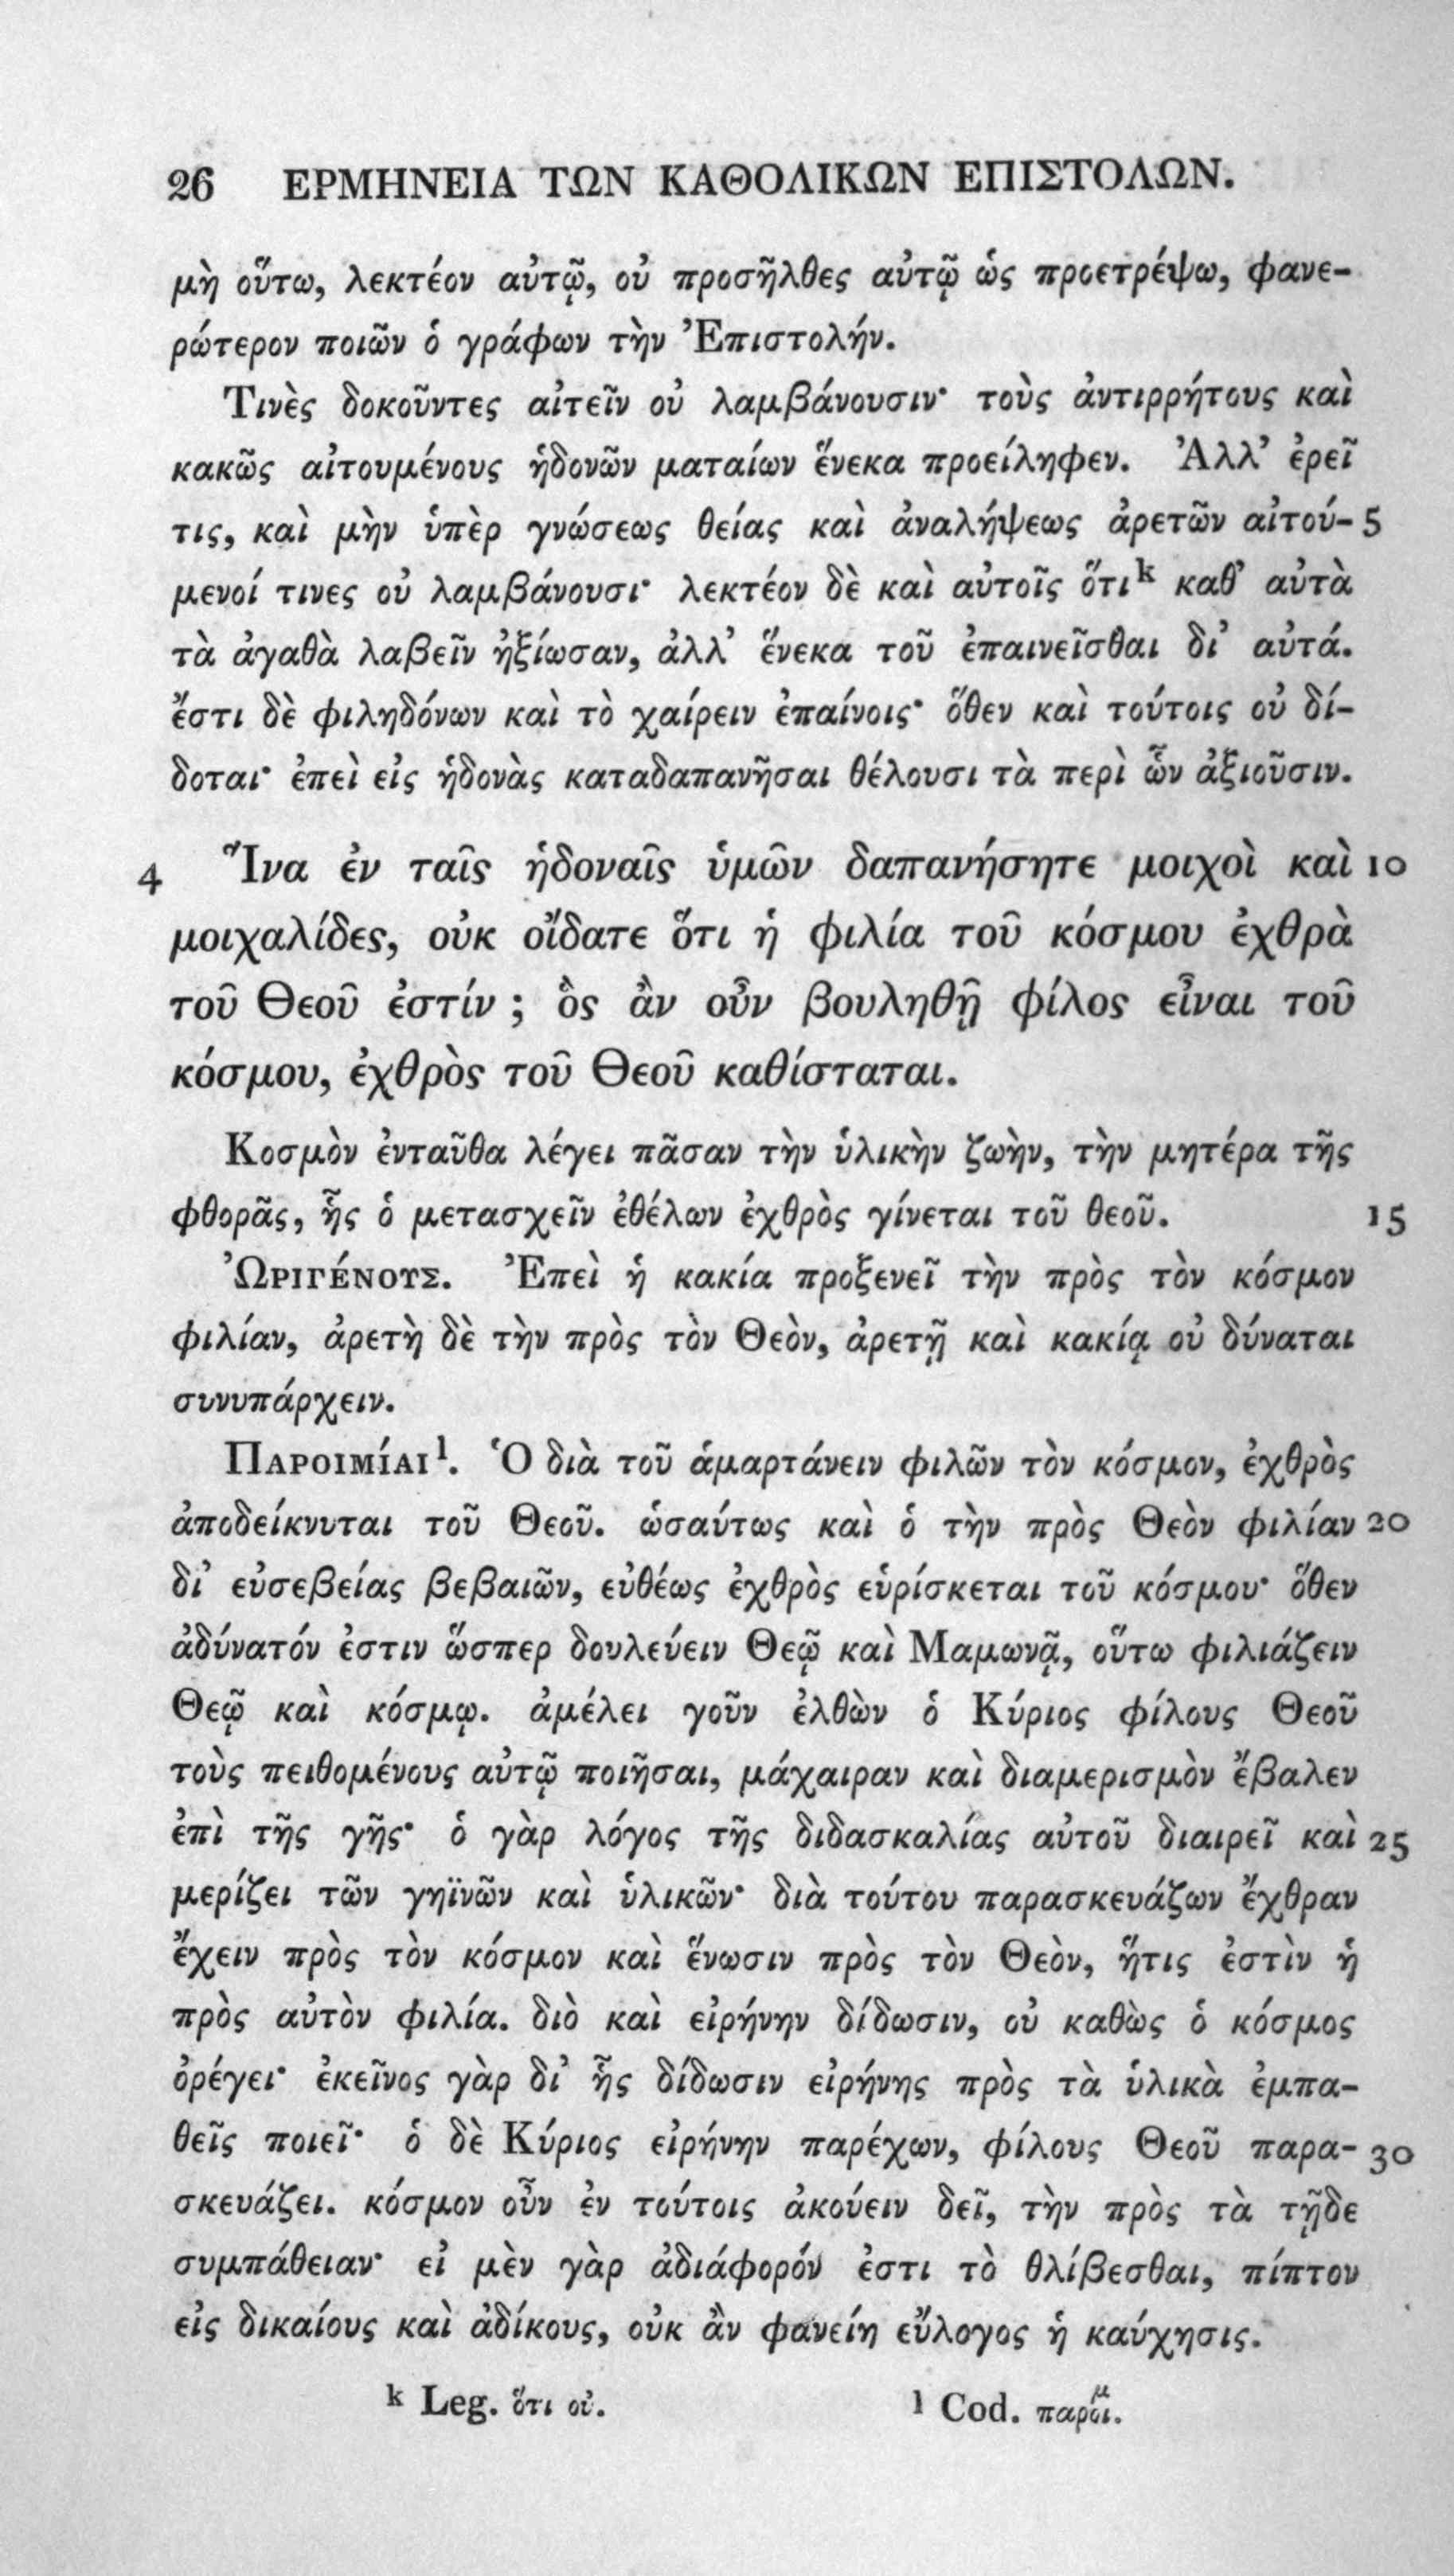 26 ΕΡΜΗΝΕΙΑ ΤΩΝ ΚΑΘΟΛΙΚΩΝ ΕΠΙΣΤΟΛΩΝ.
μὴ οὕτω, λεκτέον αὐτῷ, οὐ προσῆλθες αὐτῷ ὡς προετρέψω, φανε-
ρώτερον ποιῶν ὁ γράφων τὴν Ἐπιστολήν.
Τινὲς δοκοῦντες αἰτεῖν οὐ λαμβάνουσιν· τοὺς ἀντιρρήτους καὶ
κακῶς αἰτουμένους ἡδονῶν ματαίων ἕνεκα προείληφεν. Ἀλλ’ ἐρεῖ
τις, καὶ μὴν ὑπὲρ γνώσεως θείας καὶ ἀναλήψεως ἀρετῶν αἰτού- 5
μενοί τινες οὐ λαμβάνουσι· λεκτέον δὲ καὶ αὐτοῖς ὅτι k καθ’ αὐτὰ
τὰ ἀγαθὰ λαβεῖν ἠξίωσαν, ἀλλ’ ἕνεκα τοῦ ἐπαινεῖσθαι δι’ αὐτά.
ἔστι δὲ φιληδόνων καὶ τὸ χαίρειν ἐπαίνοις· ὅθεν καὶ τούτοις οὐ δί-
δοται· ἐπεὶ εἰς ἡδονὰς καταδαπανῆσαι θέλουσι τὰ περὶ ὧν ἀξιοῦσιν.
4 Ἵνα ἐν ταῖς ἡδοναῖς ὑμῶν δαπανήσητε μοιχοὶ καὶ 10
μοιχαλίδες, οὐκ οἴδατε ὅτι ἡ φιλία τοῦ κόσμου ἐχθρὰ
τοῦ Θεοῦ ἐστίν ; ὃς ἂν οὖν βουληθῇ φίλος εἶναι τοῦ
κόσμου, ἐχθρὸς τοῦ Θεοῦ καθίσταται.
Κοσμὸν ἐνταῦθα λέγει πᾶσαν τὴν ὑλικὴν ζωὴν, τὴν μητέρα τῆς
φθορᾶς, ἧς ὁ μετασχεῖν ἐθέλων ἐχθρὸς γίνεται τοῦ θεοῦ. 15
ὨΡΙΓΈΝΟΥΣ. Ἐπεὶ ἡ κακία προξενεῖ τὴν πρὸς τὸν κόσμον
φιλίαν, ἀρετὴ δὲ τὴν πρὸς τὸν Θεὸν, ἀρετῇ καὶ κακίᾳ οὐ δύναται
συνυπάρχειν.
ΠΑΡΟΙΜΊΑΙ l. Ὁ διὰ τοῦ ἁμαρτάνειν φιλῶν τὸν κόσμον, ἐχθρὸς
ἀποδείκνυται τοῦ Θεοῦ. ὡσαύτως καὶ ὁ τὴν πρὸς Θεὸν φιλίαν 20
δι’ εὐσεβείας βεβαιῶν, εὐθέως ἐχθρὸς εὑρίσκεται τοῦ κόσμου· ὅθεν
ἀδύνατόν ἐστιν ὥσπερ δουλεύειν Θεῷ καὶ Μαμωνᾷ, οὕτω φιλιάζειν
Θεῷ καὶ κόσμῳ. ἀμέλει γοῦν ἐλθὼν ὁ Κύριος φίλους Θεοῦ
τοὺς πειθομένους αὐτῷ ποιῆσαι, μάχαιραν καὶ διαμερισμὸν ἔβαλεν
ἐπὶ τῆς γῆς· ὁ γὰρ λόγος τῆς διδασκαλίας αὐτοῦ διαιρεῖ καὶ 25
μερίζει τῶν γηϊνῶν καὶ ὑλικῶν· διὰ τούτου παρασκευάζων ἔχθραν
ἔχειν πρὸς τὸν κόσμον καὶ ἕνωσιν πρὸς τὸν Θεὸν, ἥτις ἐστὶν ἡ
πρὸς αὐτὸν φιλία. διὸ καὶ εἰρήνην δίδωσιν, οὐ καθὼς ὁ κόσμος
ὀρέγει· ἐκεῖνος γὰρ δι’ ἧς δίδωσιν εἰρήνης πρὸς τὰ ὑλικὰ ἐμπα-
θεῖς ποιεῖ· ὁ δὲ Κύριος εἰρήνην παρέχων, φίλους Θεοῦ παρα- 30
σκευάζει. κόσμον οὖν ἐν τούτοις ἀκούειν δεῖ, τὴν πρὸς τὰ τῇδε
συμπάθειαν· εἰ μὲν γὰρ ἀδιάφορόν ἐστι τὸ θλίβεσθαι, πίπτον
εἰς δικαίους καὶ ἀδίκους, οὐκ ἂν φανείη εὔλογος ἡ καύχησις.
k Leg. ὅτι οὐ. l Cod. παροιμ.